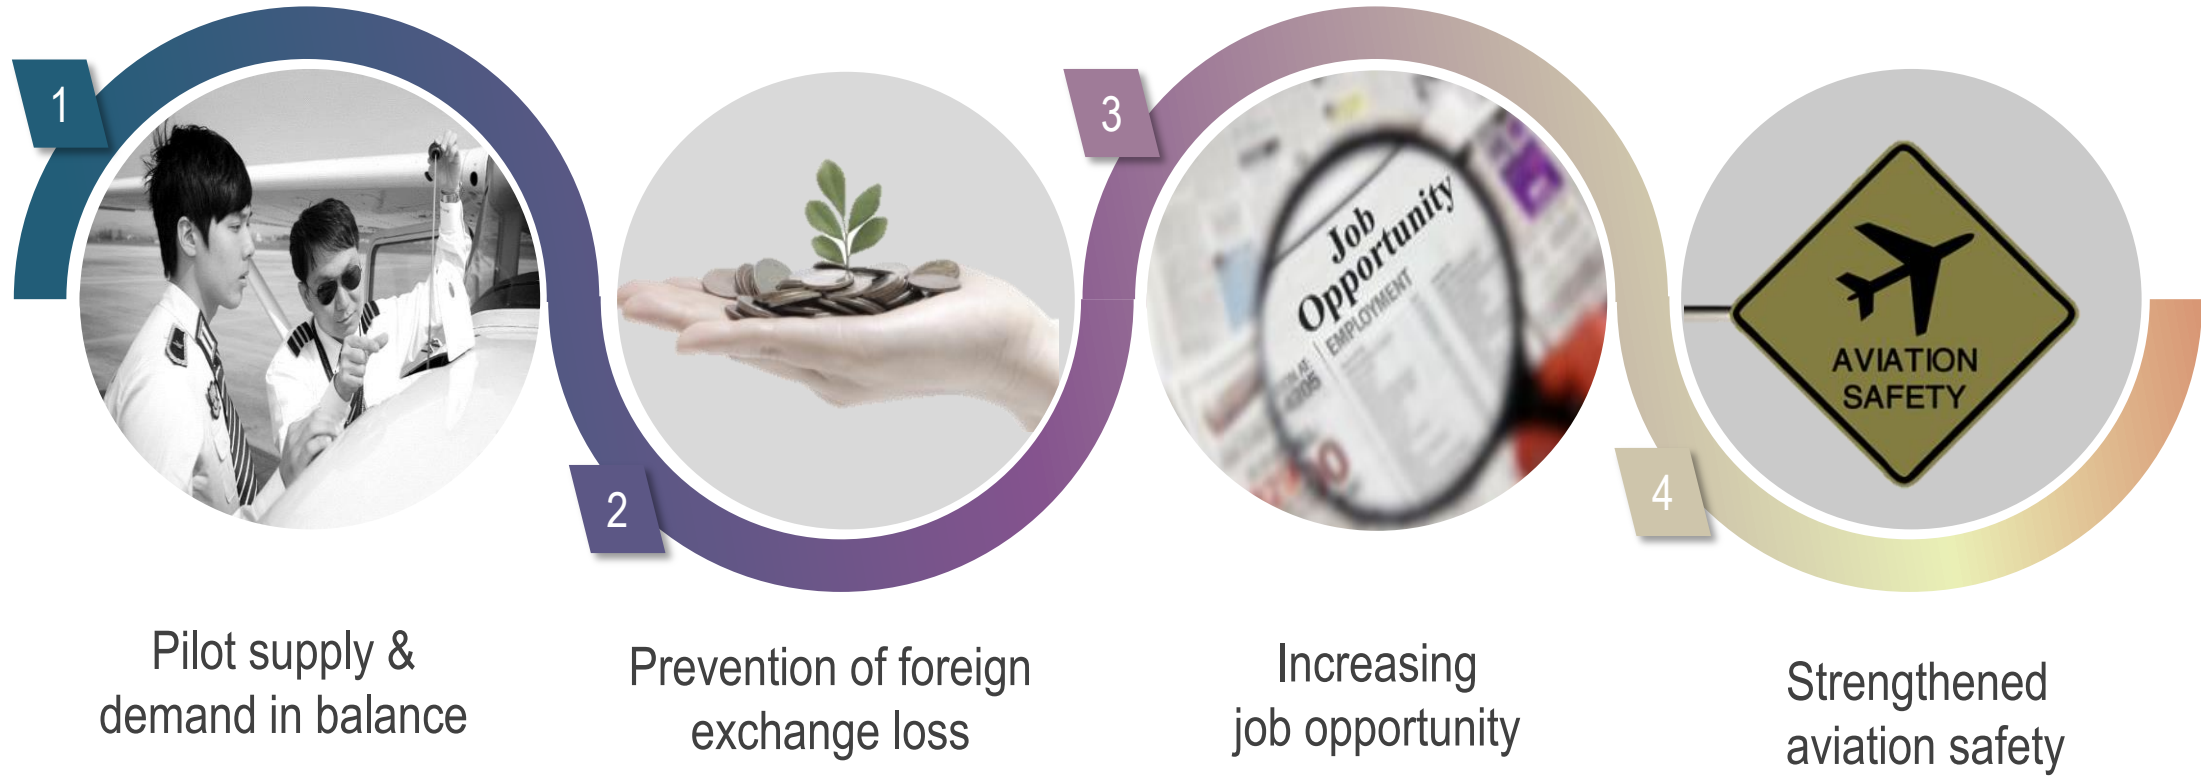 1
Pilot supply &
demand in balance
2
Prevention of foreign
exchange loss
3
Job
Opportunity
EMPLOYMENT
Increasing
job opportunity
4
AVIATION
SAFETY
Strengthened
aviation safety